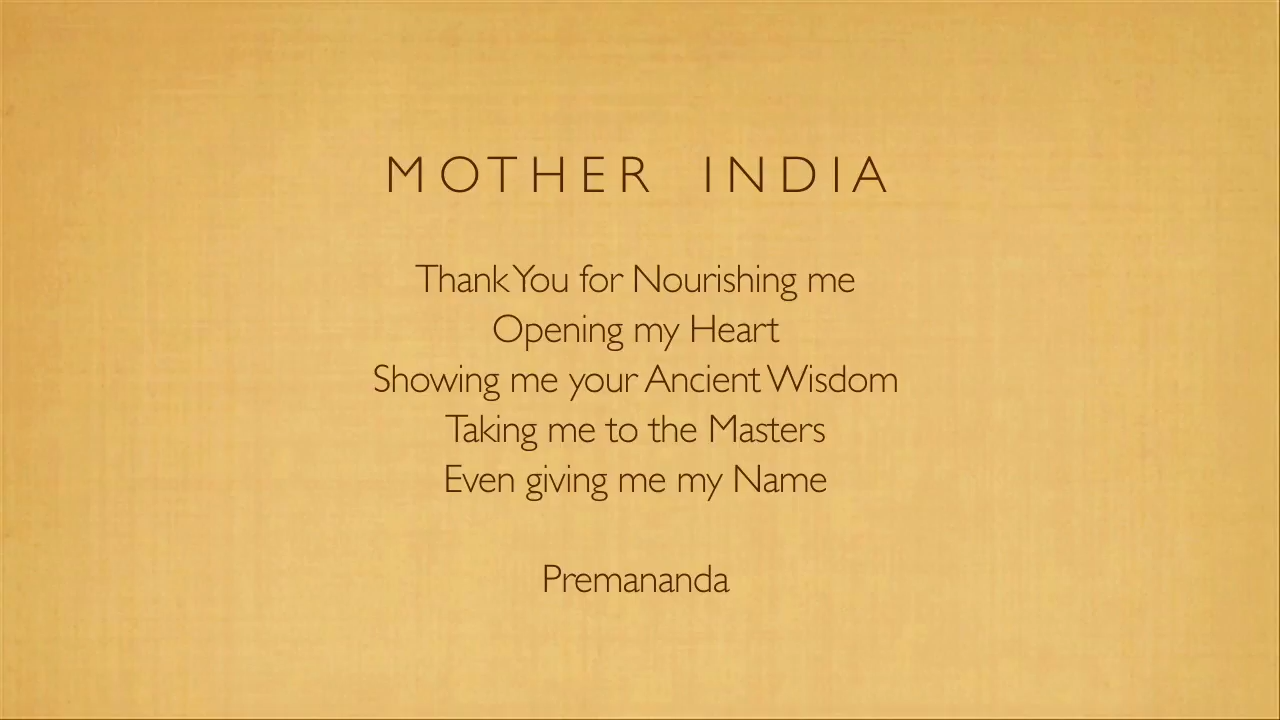 MOTHER INDIA
Thank You for Nourishing me
Opening my Heart
Showing me your Ancient Wisdom
Taking me to the Masters
Even giving me my Name
Premananda